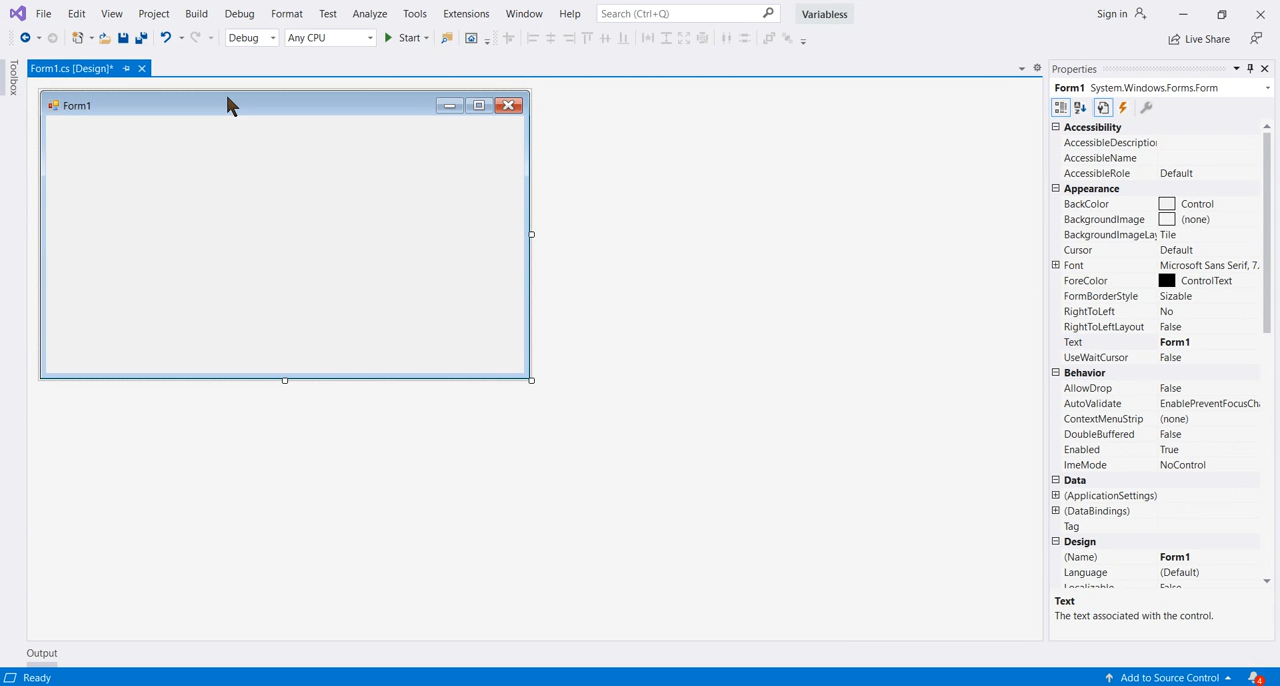 File Edit View Project Build Debug Format Test Analyze Tools Extensions Window Help Search (Ctrl+Q) Variabless Sign in
Debug Any CPU Start Live Share
Toolbox
Form1.cs [Design]*
Form1
Properties
Form1 System.Windows.Forms.Form
Accessibility
AccessibleDescription
AccessibleName
AccessibleRole Default
Appearance
BackColor Control
BackgroundImage (none)
BackgroundImageLay Tile
Cursor Default
Font Microsoft Sans Serif, 7.
ForeColor ControlText
FormBorderStyle Sizable
RightToLeft No
RightToLeftLayout False
Text Form1
UseWaitCursor False
Behavior
AllowDrop False
AutoValidate EnablePreventFocusCha
ContextMenuStrip (none)
DoubleBuffered False
Enabled True
ImeMode NoControl
Data
(ApplicationSettings)
(DataBindings)
Tag
Design
(Name) Form1
Language (Default)
Localizable False
Text
The text associated with the control.
Output
Ready Add to Source Control 4